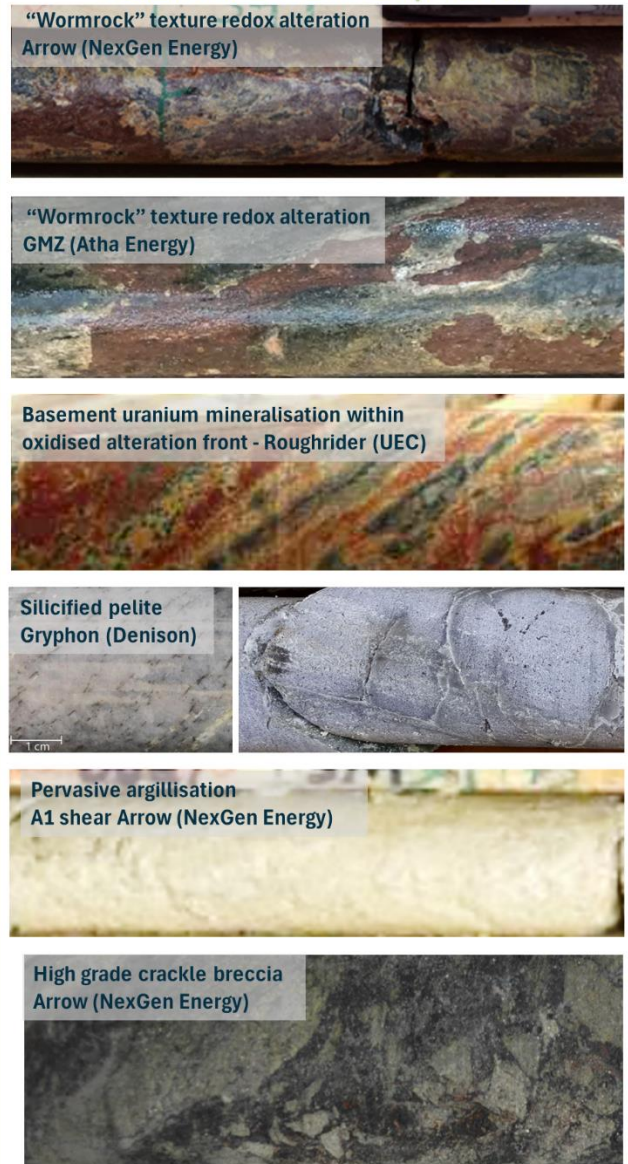 “Wormrock” texture redox alteration
Arrow (NexGen Energy)
“Wormrock” texture redox alteration
GMZ (Atha Energy)
Basement uranium mineralisation within
oxidised alteration front - Roughrider (UEC)
Silicified pelite
Gryphon (Denison)
1 cm
Pervasive argillisation
A1 shear Arrow (NexGen Energy)
High grade crackle breccia
Arrow (NexGen Energy)